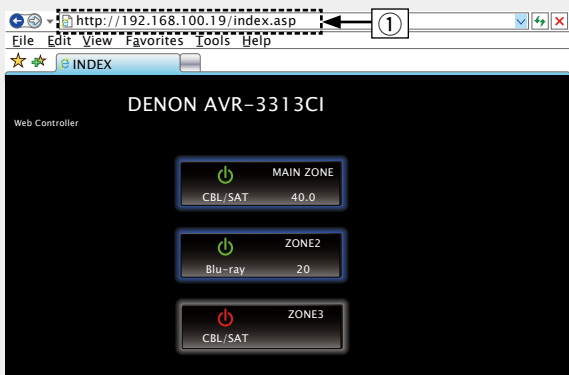 http://192.168.100.19/index.asp
①
File Edit View Favorites Tools Help
INDEX
DENON AVR-3313CI
Web Controller
MAIN ZONE
CBL/SAT 40.0
ZONE2
Blu-ray 20
ZONE3
CBL/SAT